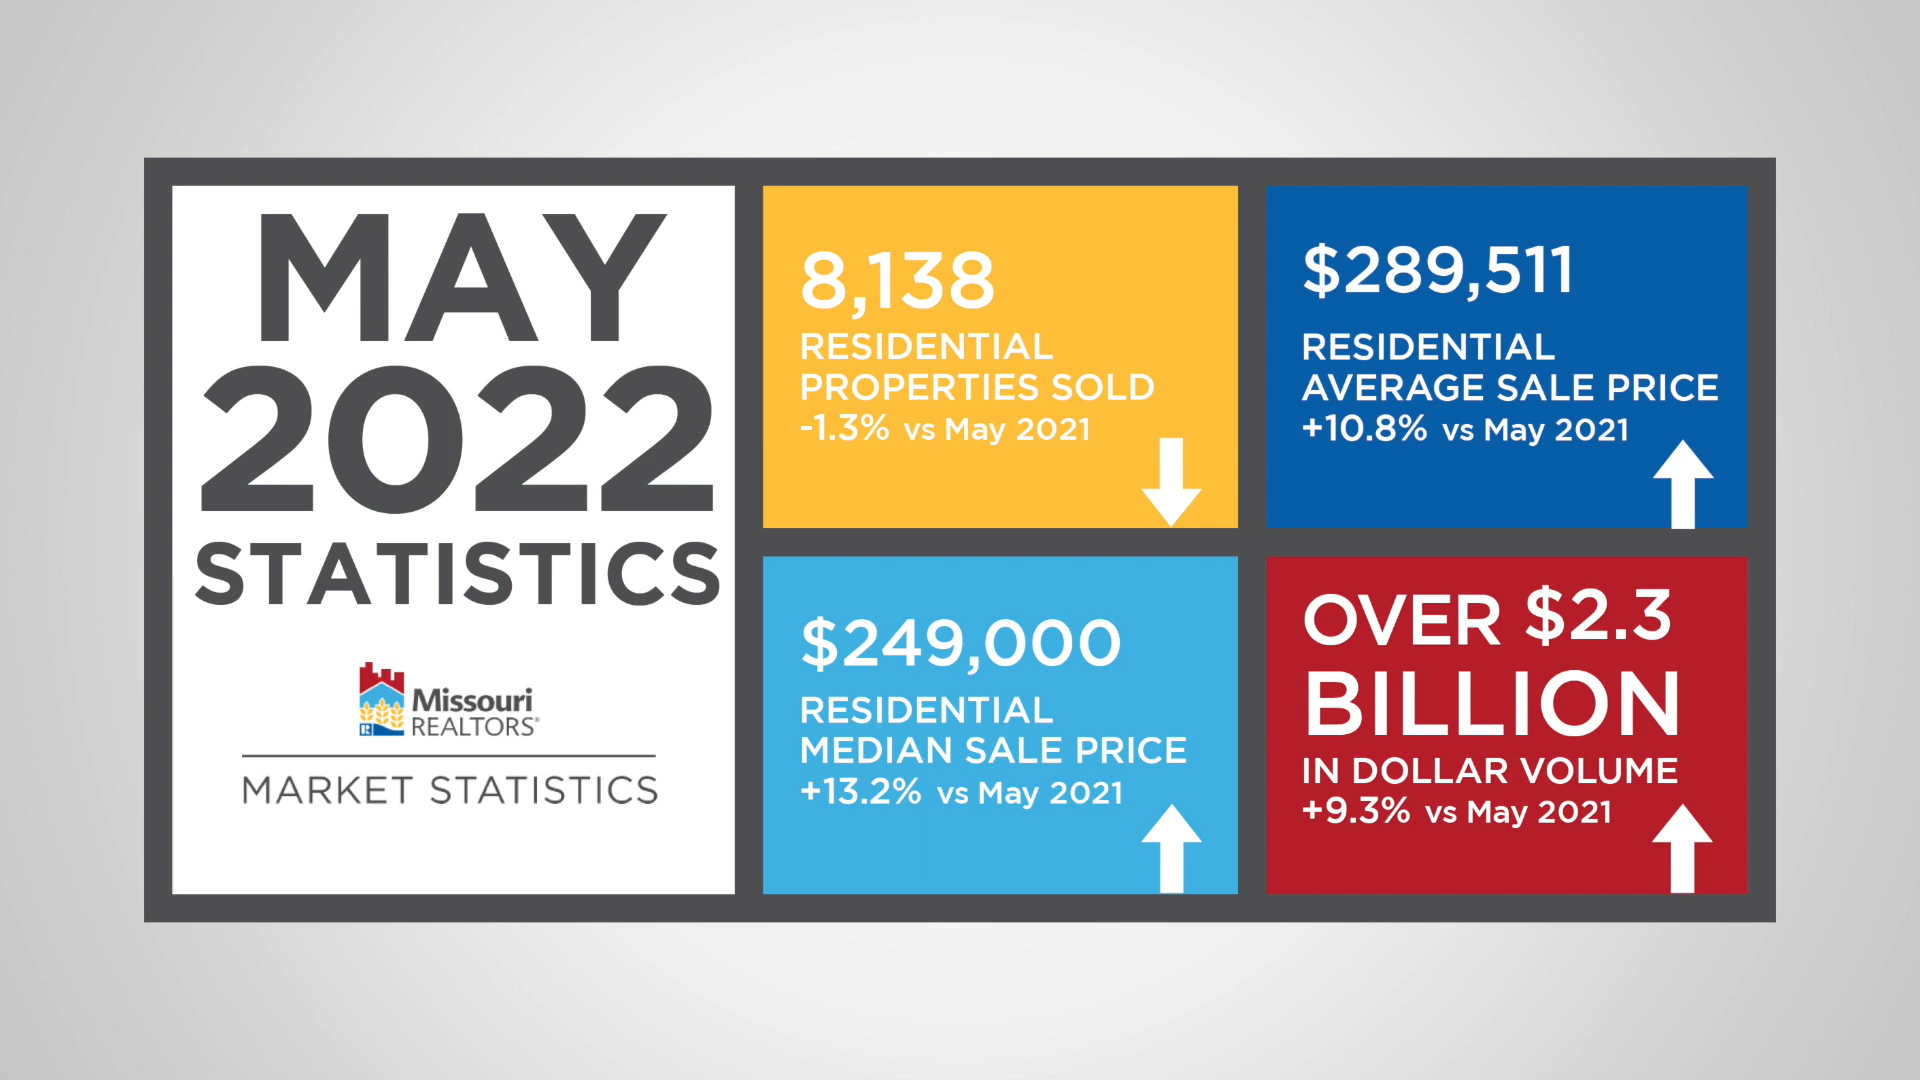 MAY
2022
STATISTICS
Missouri
REALTORS®
MARKET STATISTICS
8,138
RESIDENTIAL
PROPERTIES SOLD
-1.3% vs May 2021
$289,511
RESIDENTIAL
AVERAGE SALE PRICE
+10.8% vs May 2021
$249,000
RESIDENTIAL
MEDIAN SALE PRICE
+13.2% vs May 2021
OVER $2.3
BILLION
IN DOLLAR VOLUME
+9.3% vs May 2021